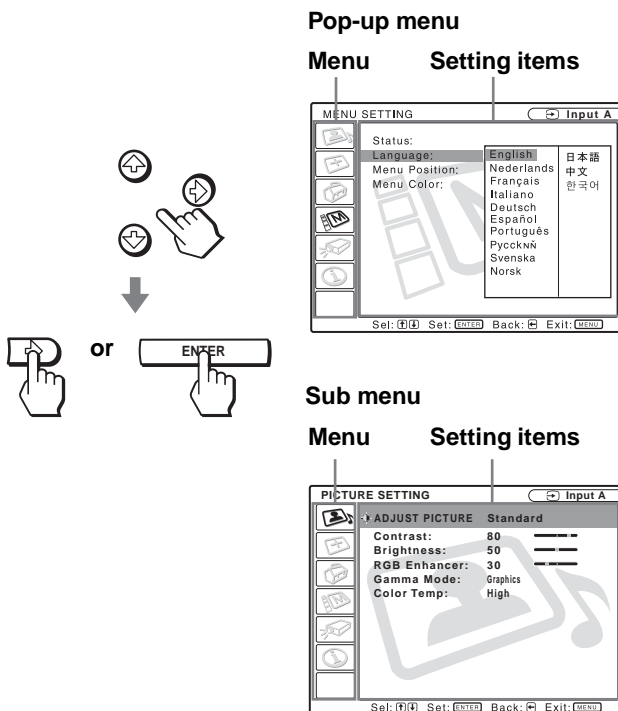 Pop-up menu
Menu Setting items
MENU SETTING Input A
Status:
Language: English 日本語
Menu Position: Nederlands 中文
Menu Color: Français 한국어
Italiano
Deutsch
Español
Português
Русский
Svenska
Norsk
Sel: Set: ENTER Back: Exit: MENU
or ENTER
Sub menu
Menu Setting items
PICTURE SETTING Input A
ADJUST PICTURE Standard
Contrast: 80
Brightness: 50
RGB Enhancer: 30
Gamma Mode: Graphics
Color Temp: High
Sel: Set: ENTER Back: Exit: MENU